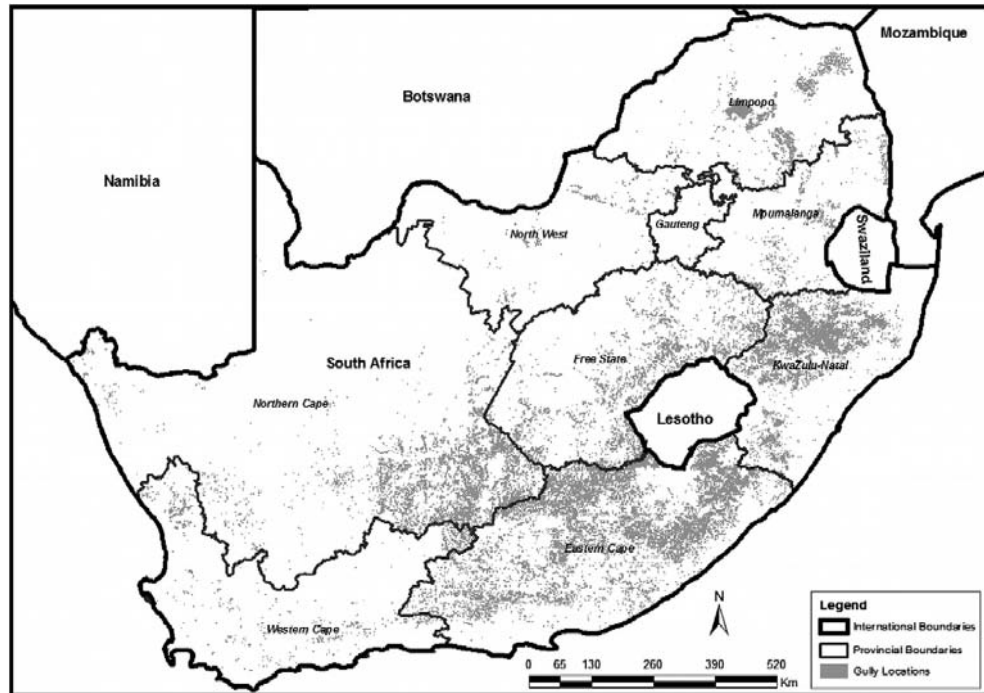 Mozambique
Botswana
Limpopo
Namibia
Mpumalanga
Gauteng
North West
Swaziland
South Africa
Free State
KwaZulu-Natal
Northern Cape
Lesotho
Eastern Cape
Western Cape
N
0 65 130 260 390 520
Km
Legend
International Boundaries
Provincial Boundaries
Gully Locations